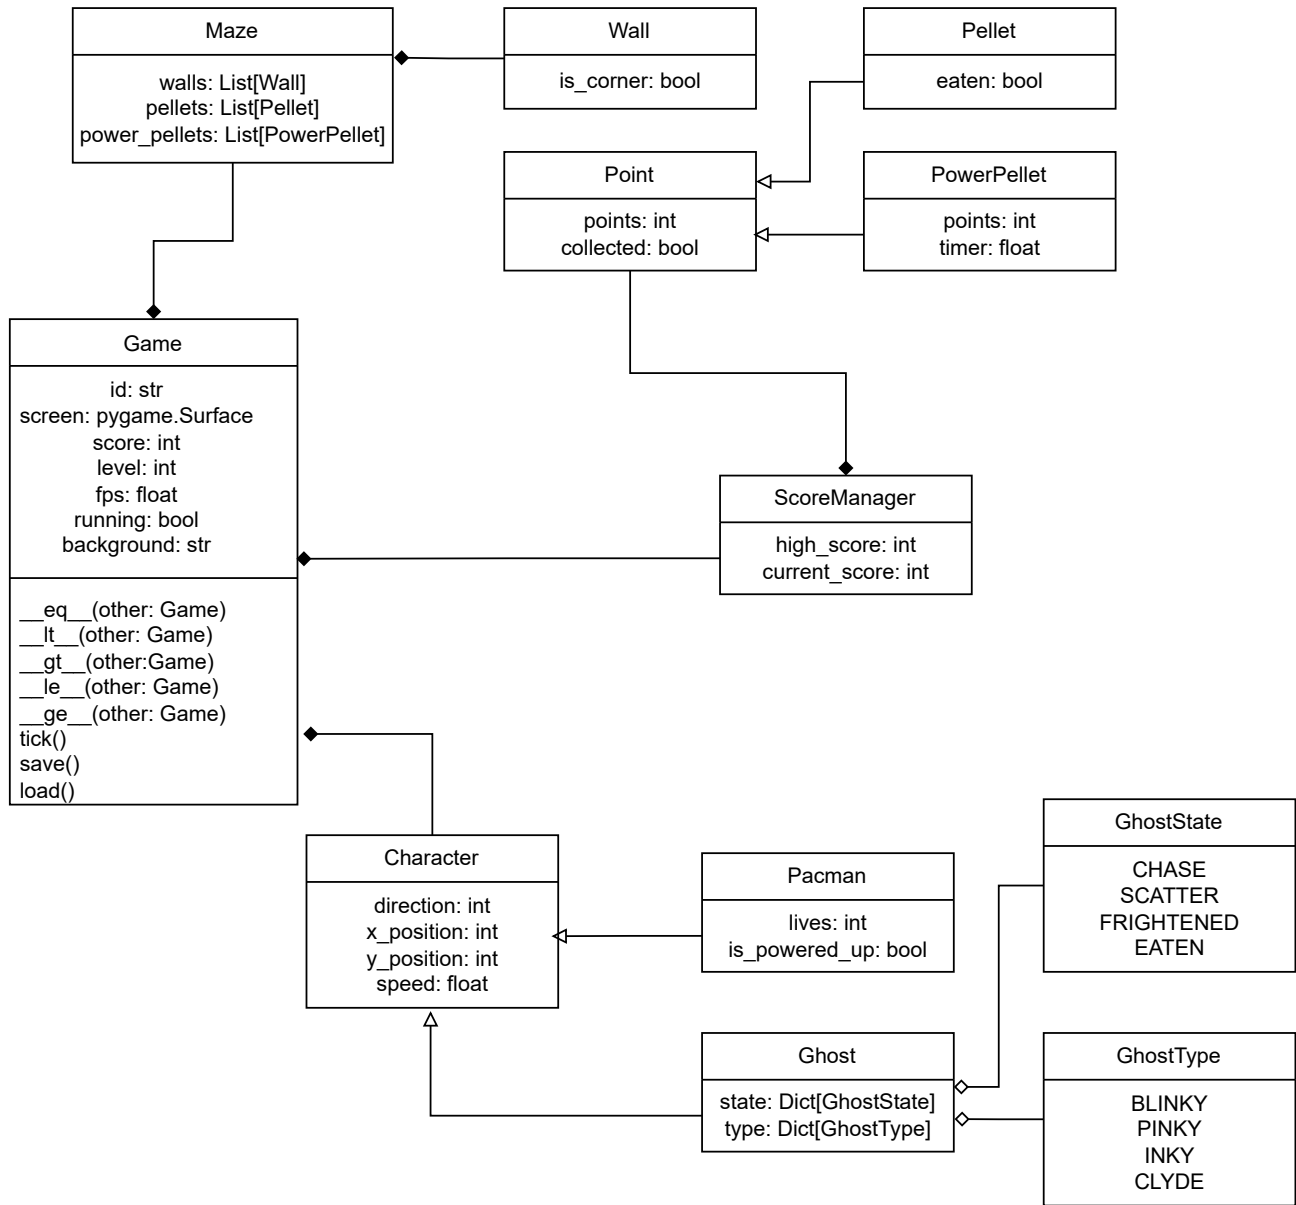 Maze
walls: List[Wall]
pellets: List[Pellet]
power_pellets: List[PowerPellet]
Wall
is_corner: bool
Pellet
eaten: bool
Point
points: int
collected: bool
PowerPellet
points: int
timer: float
Game
id: str
screen: pygame.Surface
score: int
level: int
fps: float
running: bool
background: str
__eq__(other: Game)
__lt__(other: Game)
__gt__(other:Game)
__le__(other: Game)
__ge__(other: Game)
tick()
save()
load()
ScoreManager
high_score: int
current_score: int
Character
direction: int
x_position: int
y_position: int
speed: float
Pacman
lives: int
is_powered_up: bool
GhostState
CHASE
SCATTER
FRIGHTENED
EATEN
Ghost
state: Dict[GhostState]
type: Dict[GhostType]
GhostType
BLINKY
PINKY
INKY
CLYDE